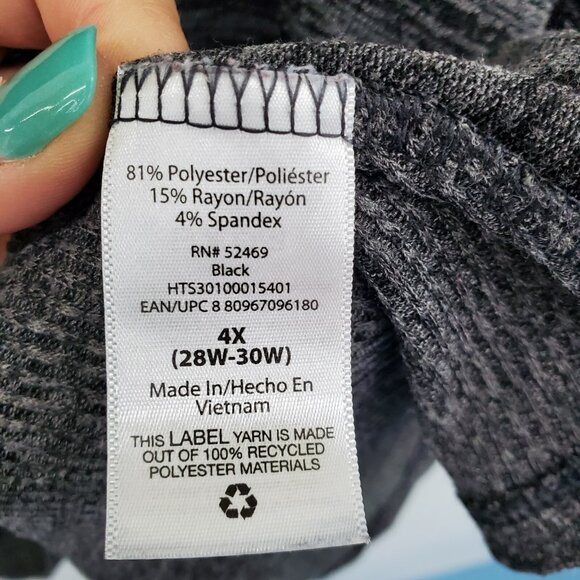 81% Polyester/Poliéster
15% Rayon/Rayón
4% Spandex
RN# 52469
Black
HTS30100015401
EAN/UPC 8 80967096180
4X
(28W-30W)
Made In/Hecho En
Vietnam
THIS LABEL YARN IS MADE
OUT OF 100% RECYCLED
POLYESTER MATERIALS